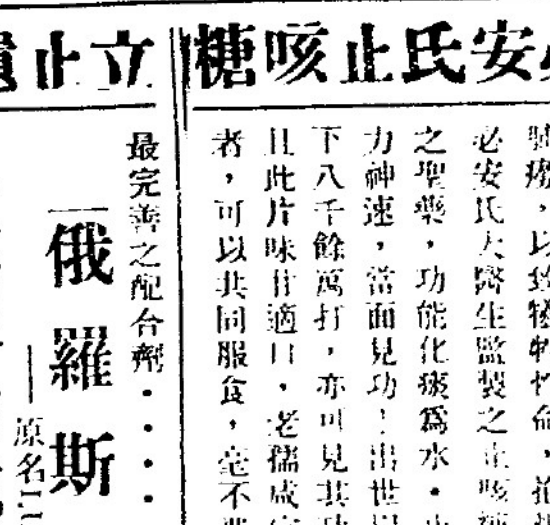 安氏止咳糖
以致犧牲性命
必安氏大醫生監製之止咳
之聖藥，功能化痰為水。
力神速，當面見功！出世
下八千餘萬打，亦可見其
且此片味甘適口，老孺咸
者，可以共同服食，毫不
立止
最完善之配合劑....
俄羅斯
原名